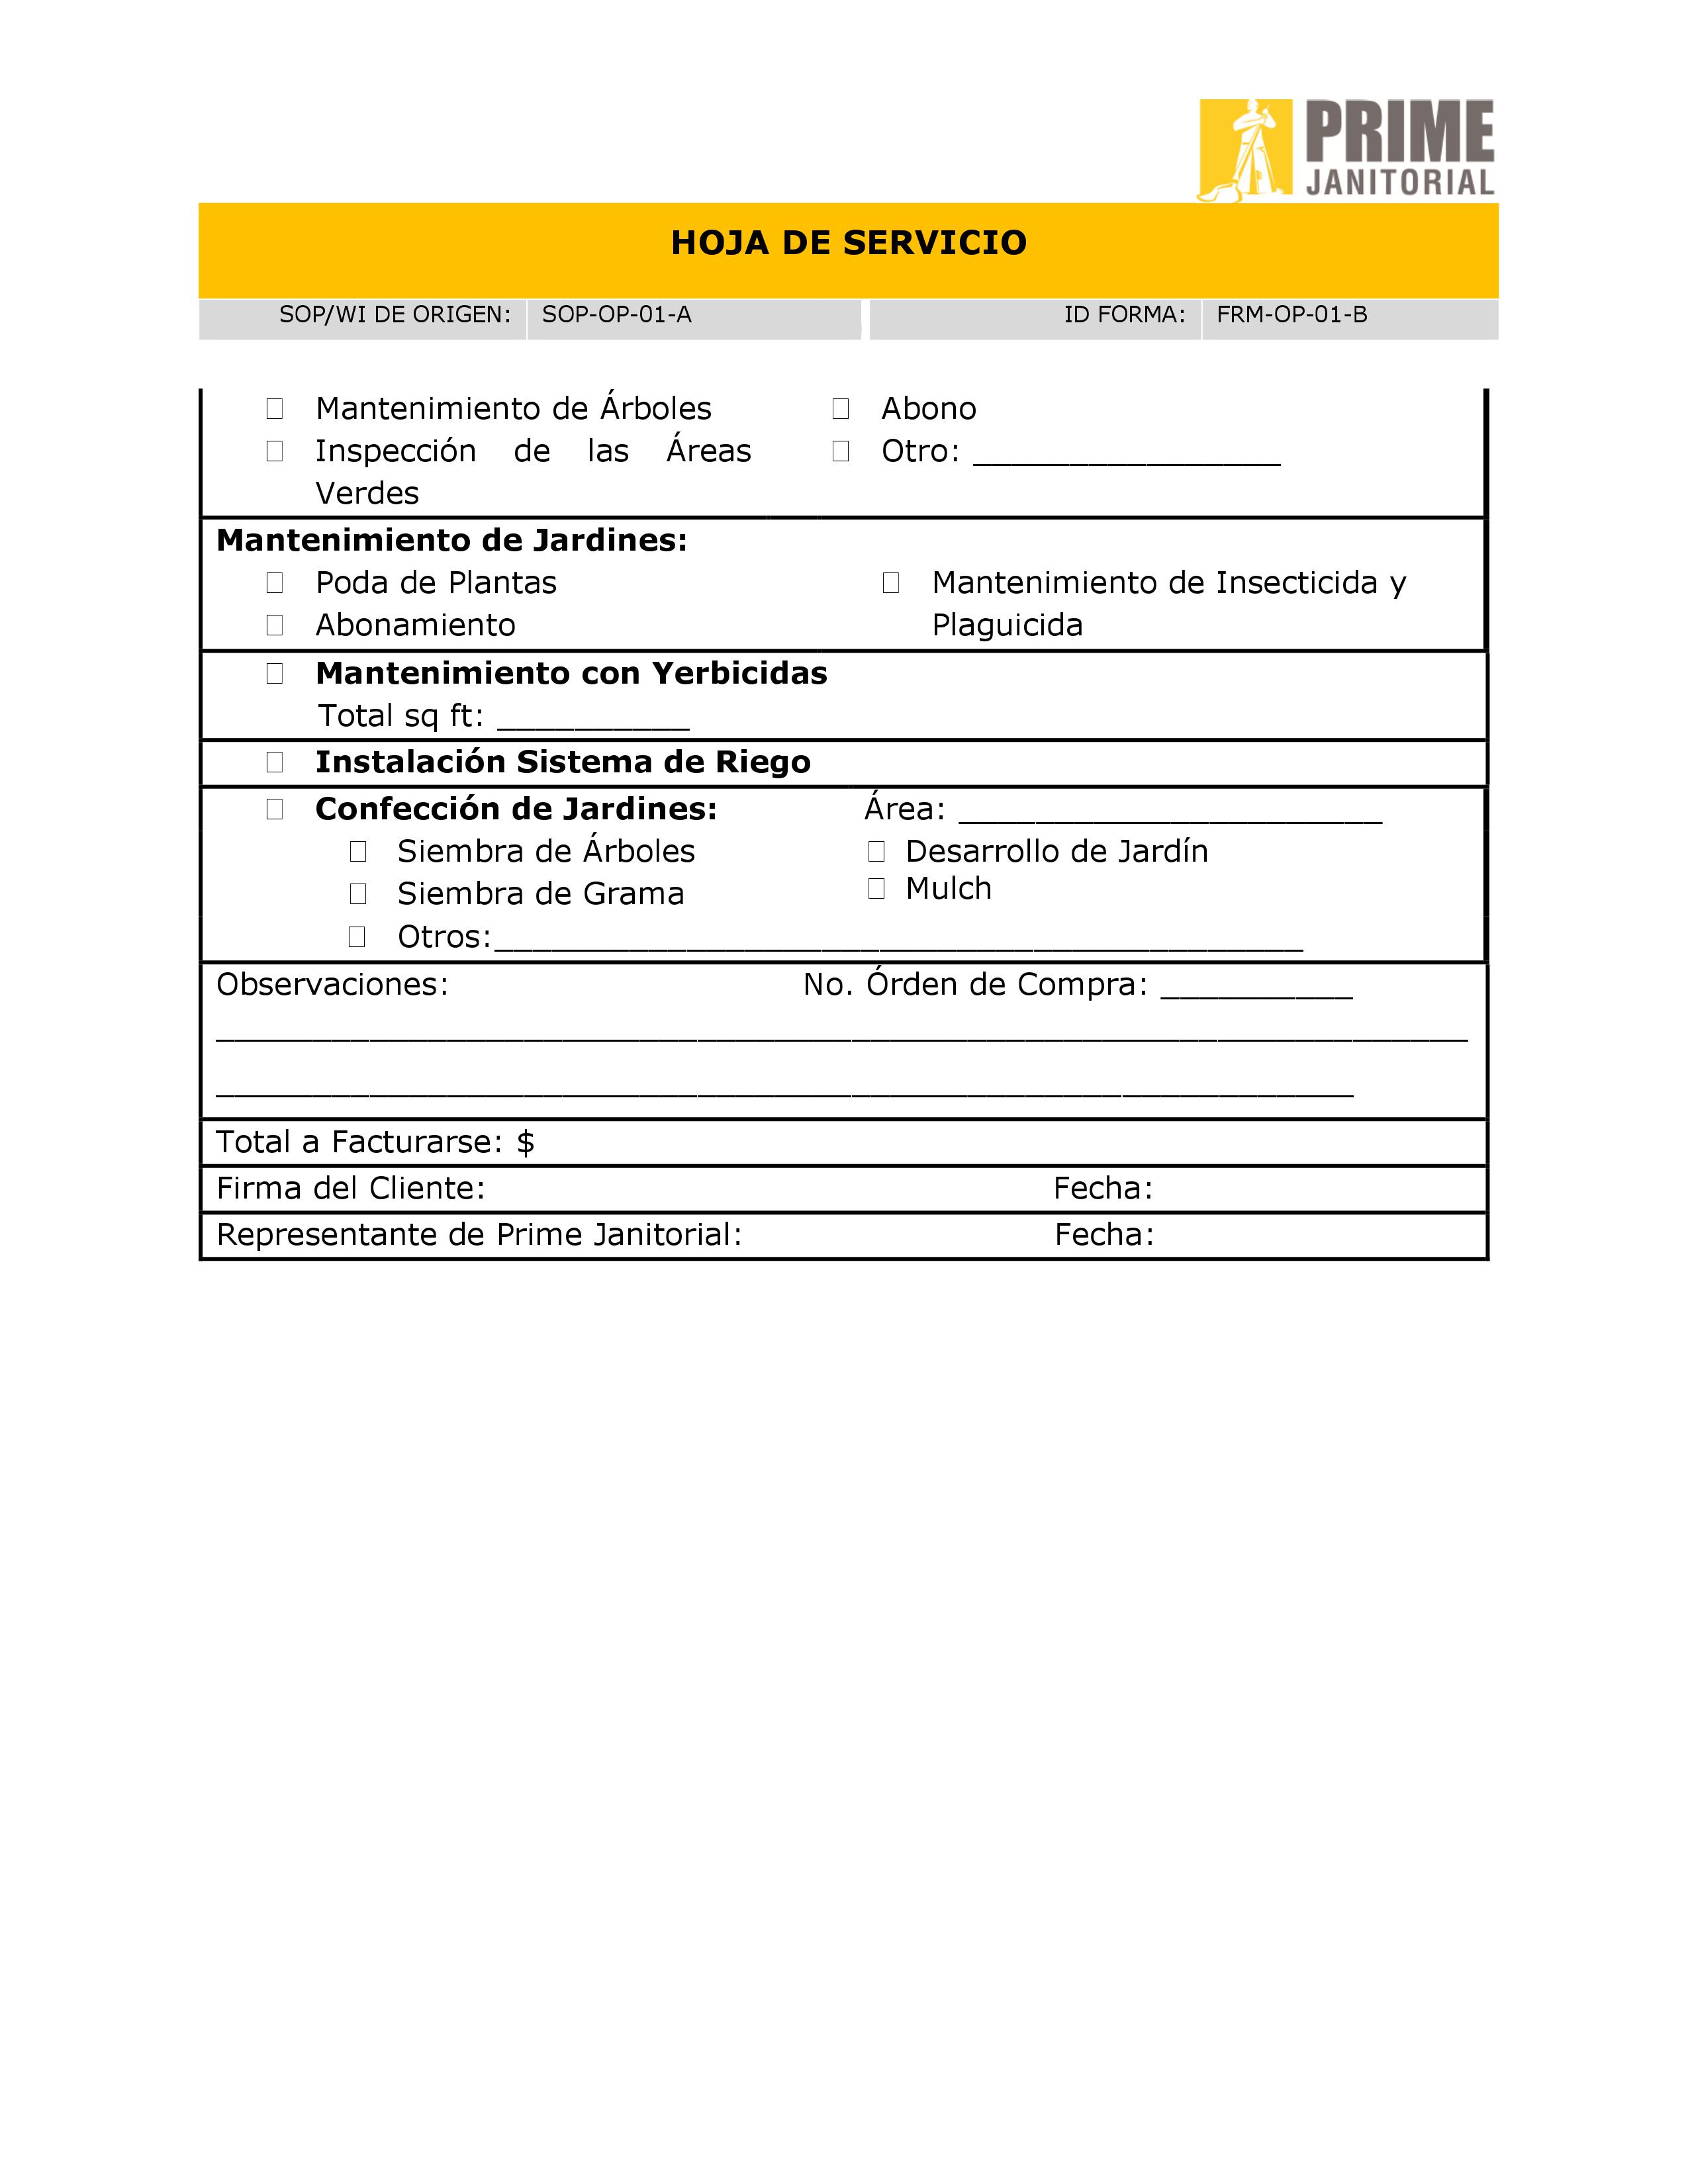 PRIME
JANITORIAL
HOJA DE SERVICIO
SOP/WI DE ORIGEN: SOP-OP-01-A ID FORMA: FRM-OP-01-B
Mantenimiento de Árboles Abono
Inspección de las Áreas Otro: ________________
Verdes
Mantenimiento de Jardines:
Poda de Plantas Mantenimiento de Insecticida y
Abonamiento Plaguicida
Mantenimiento con Yerbicidas
Total sq ft: __________
Instalación Sistema de Riego
Confección de Jardines: Área: ______________________
Siembra de Árboles Desarrollo de Jardín
Siembra de Grama Mulch
Otros:__________________________________________
Observaciones: No. Órden de Compra: __________
_________________________________________________________________
___________________________________________________________
Total a Facturarse: $
Firma del Cliente: Fecha:
Representante de Prime Janitorial: Fecha: